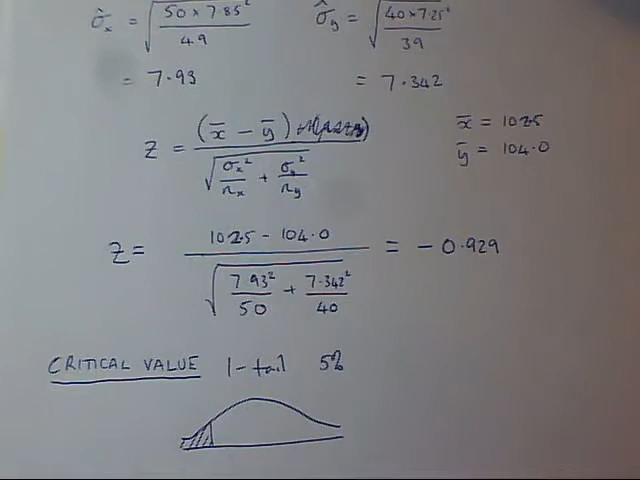 σ̂x = √(50 × 7.85² / 49)    σ̂y = √(40 × 7.25² / 39)
= 7.93    = 7.342
Z = (x̄ − ȳ) / √(σx²/nx + σy²/ny)    x̄ = 102.5
ȳ = 104.0
Z = 102.5 − 104.0 / √(7.93²/50 + 7.342²/40) = − 0.929
CRITICAL VALUE 1-tail 5%